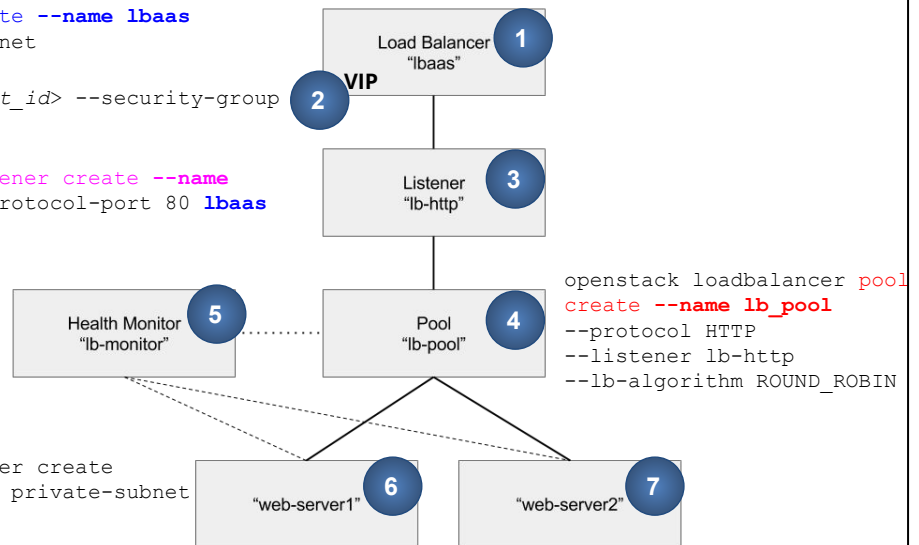 te --name lbaas
net
Load Balancer
"lbaas"
1
VIP
t_id> --security-group
2
ener create --name
rotocol-port 80 lbaas
Listener
"lb-http"
3
openstack loadbalancer pool
create --name lb_pool
--protocol HTTP
--listener lb-http
--lb-algorithm ROUND_ROBIN
Health Monitor
"lb-monitor"
5
Pool
"lb-pool"
4
er create
private-subnet
"web-server1"
6
"web-server2"
7